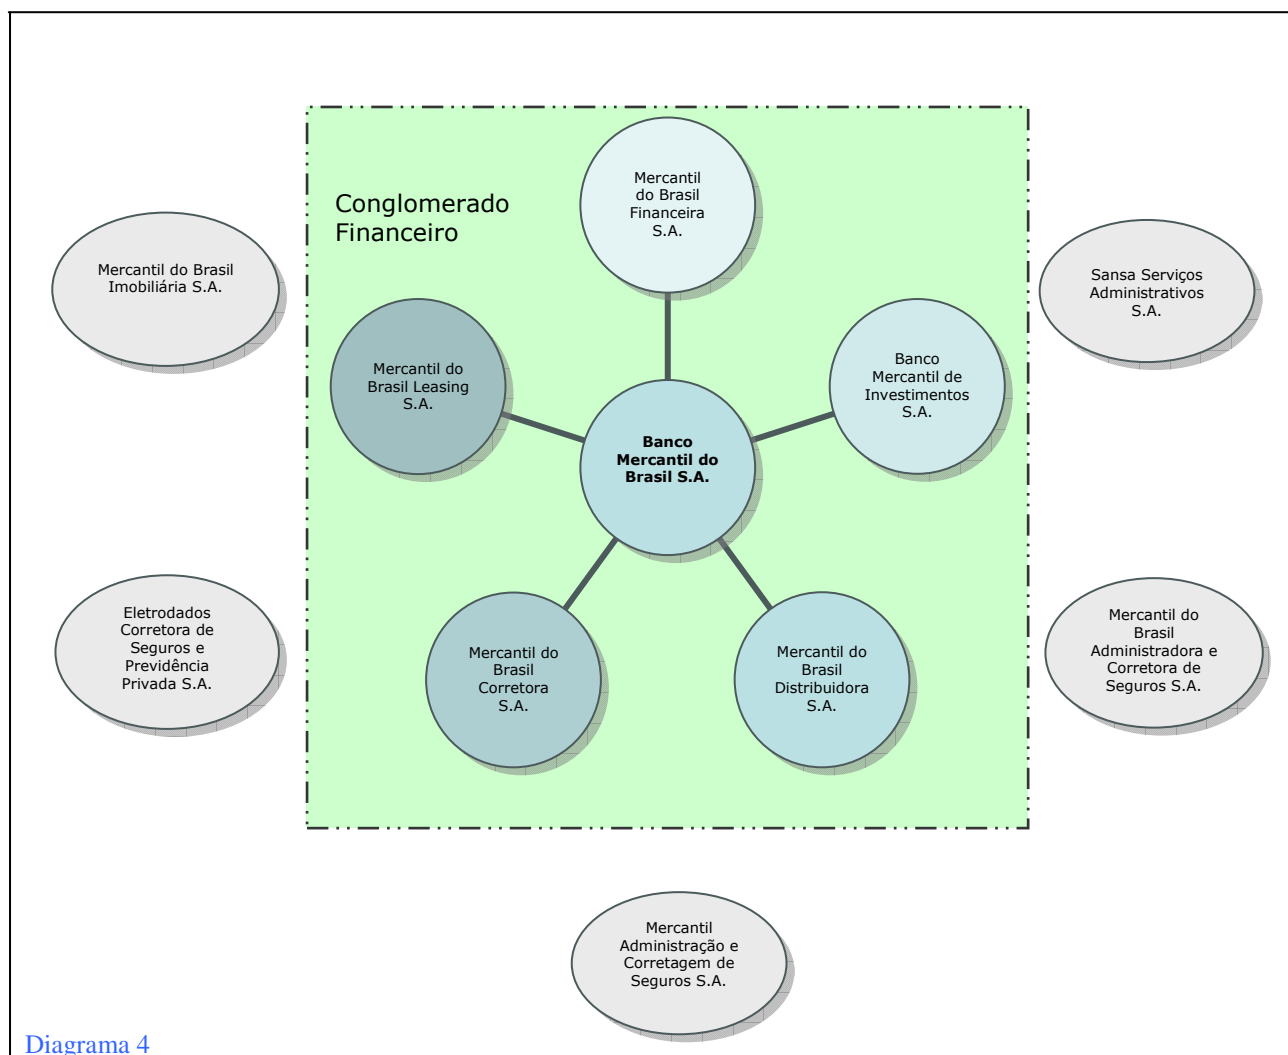 Mercantil
do Brasil
Financeira
S.A.
Conglomerado
Financeiro
Mercantil do Brasil
Imobiliária S.A.
Sansa Serviços
Administrativos
S.A.
Mercantil do
Brasil Leasing
S.A.
Banco
Mercantil de
Investimentos
S.A.
Banco
Mercantil do
Brasil S.A.
Eletrodados
Corretora de
Seguros e
Previdência
Privada S.A.
Mercantil do
Brasil
Corretora
S.A.
Mercantil do
Brasil
Distribuidora
S.A.
Mercantil do
Brasil
Administradora e
Corretora de
Seguros S.A.
Mercantil
Administração e
Corretagem de
Seguros S.A.
Diagrama 4